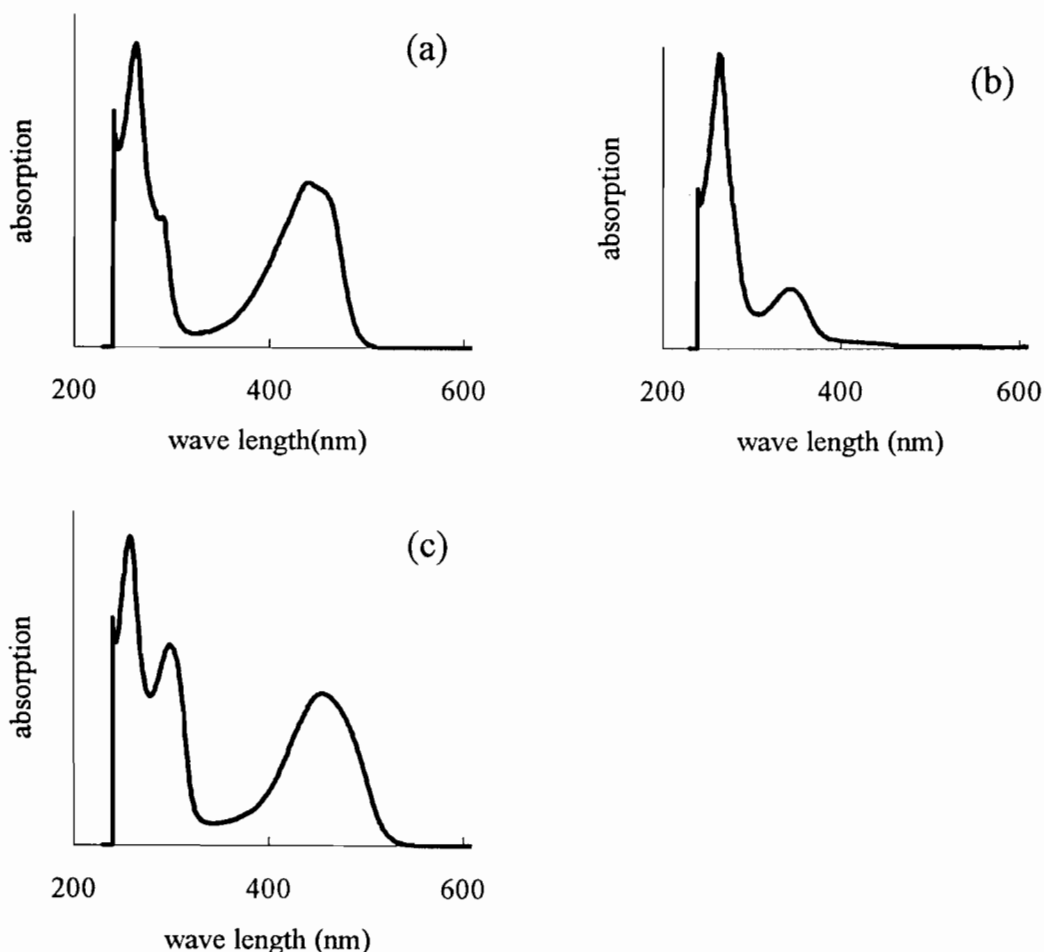 (a)
absorption
200 400 600
wave length(nm)
(b)
absorption
200 400 600
wave length (nm)
(c)
absorption
200 400 600
wave length (nm)